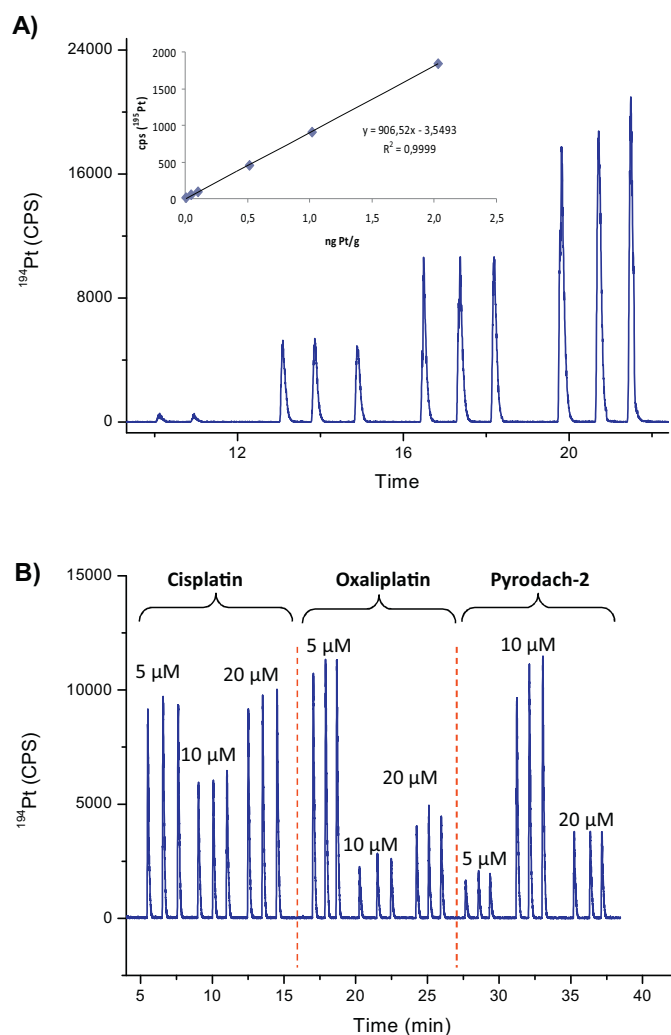 A)
24000
16000
8000
0
¹⁹⁴Pt (CPS)
12
16
20
Time
2000
1500
1000
500
0
cps (¹⁹⁵Pt)
y = 906,52x - 3,5493
R² = 0,9999
0,0 0,5 1,0 1,5 2,0 2,5
ng Pt/g
B)
15000
10000
5000
0
-2500
¹⁹⁴Pt (CPS)
Cisplatin Oxaliplatin Pyrodach-2
5 µM 10 µM 20 µM
5 µM 10 µM 20 µM
5 µM 10 µM 20 µM
5 10 15 20 25 30 35 40
Time (min)